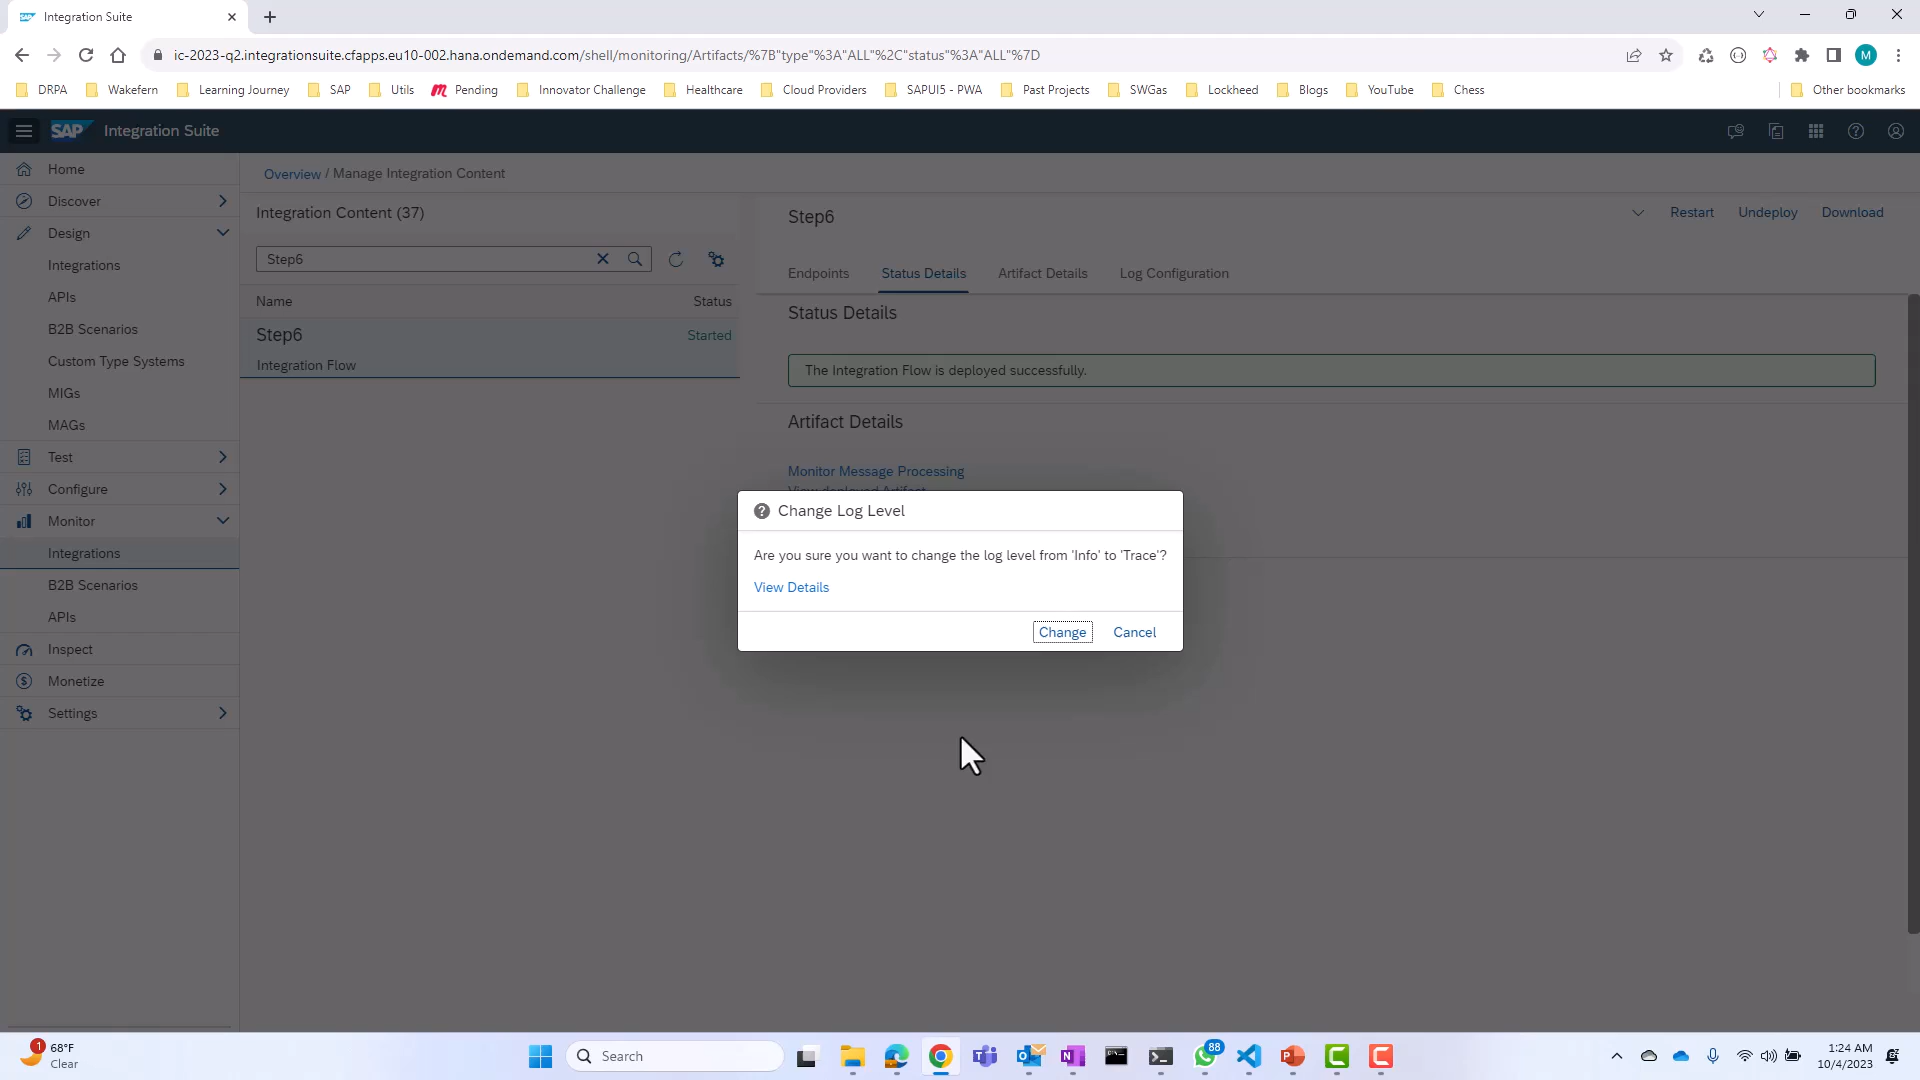 Integration Suite
ic-2023-q2.integrationsuite.cfapps.eu10-002.hana.ondemand.com/shell/monitoring/Artifacts/%7B"type"%3A"ALL"%2C"status"%3A"ALL"%7D
M
DRPA Wakefern Learning Journey SAP Utils Pending Innovator Challenge Healthcare Cloud Providers SAPUI5 - PWA Past Projects SWGas Lockheed Blogs YouTube Chess Other bookmarks
SAP Integration Suite
Home
Discover
Design
Integrations
APIs
B2B Scenarios
Custom Type Systems
MIGs
MAGs
Test
Configure
Monitor
Integrations
B2B Scenarios
APIs
Inspect
Monetize
Settings
Overview / Manage Integration Content
Integration Content (37)
Step6
Name Status
Step6 Started
Integration Flow
Step6
Restart Undeploy Download
Endpoints Status Details Artifact Details Log Configuration
Status Details
The Integration Flow is deployed successfully.
Artifact Details
Monitor Message Processing
View deployed Artifact
Change Log Level
Are you sure you want to change the log level from 'Info' to 'Trace'?
View Details
Change Cancel
1
68°F
Clear
Search
88
1:24 AM
10/4/2023